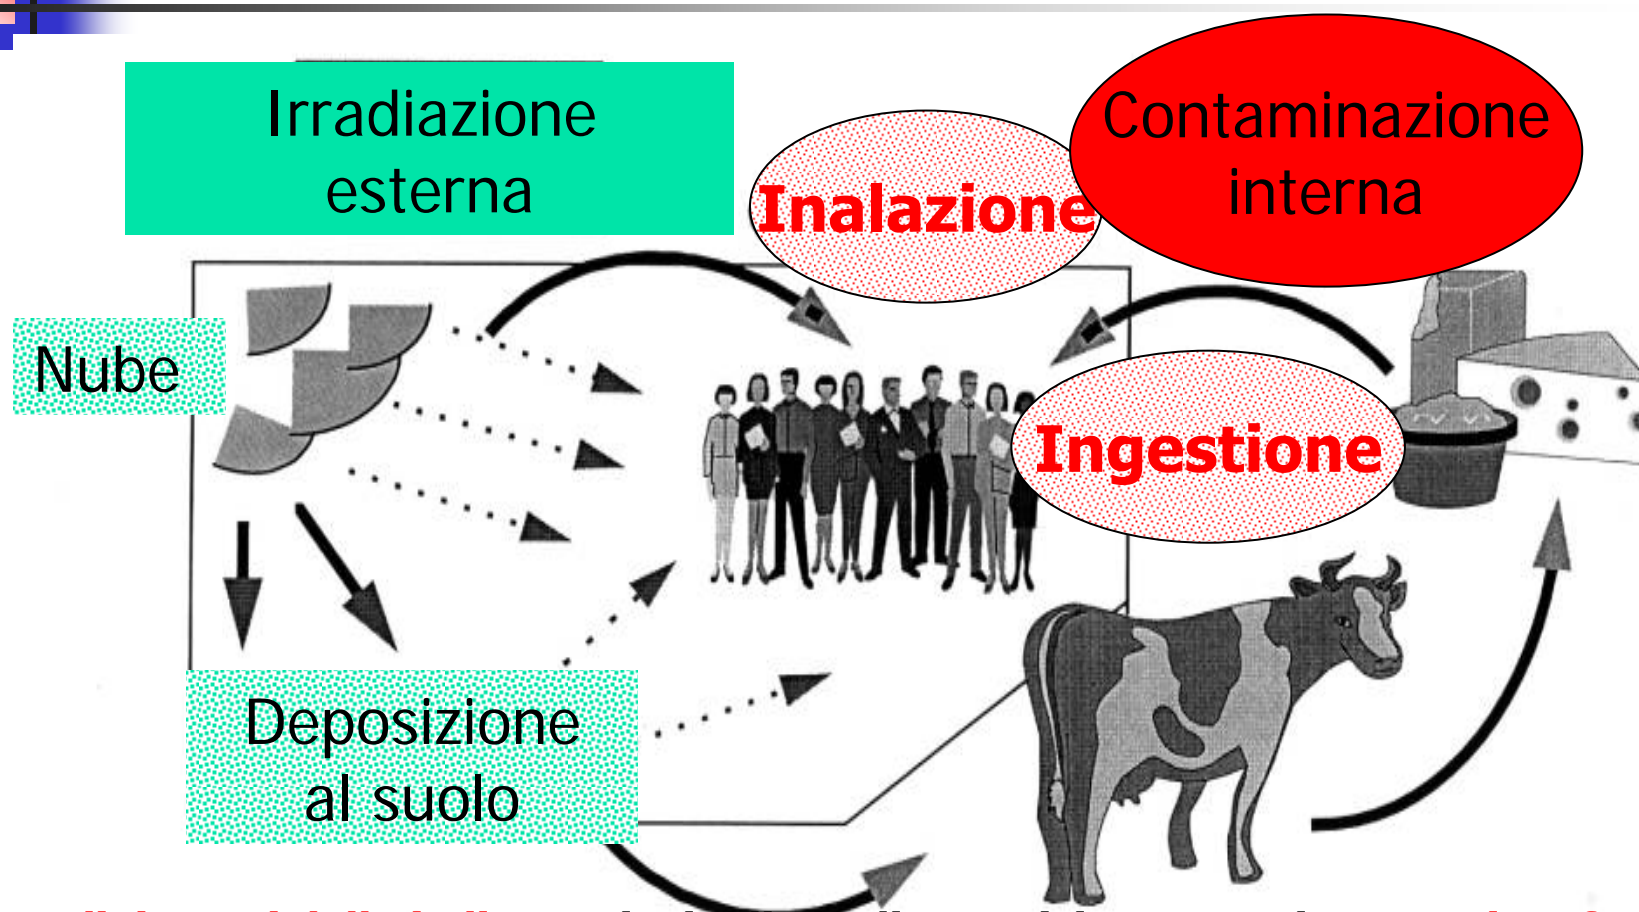 Irradiazione
esterna
Inalazione
Contaminazione
interna
Nube
Ingestione
Deposizione
al suolo